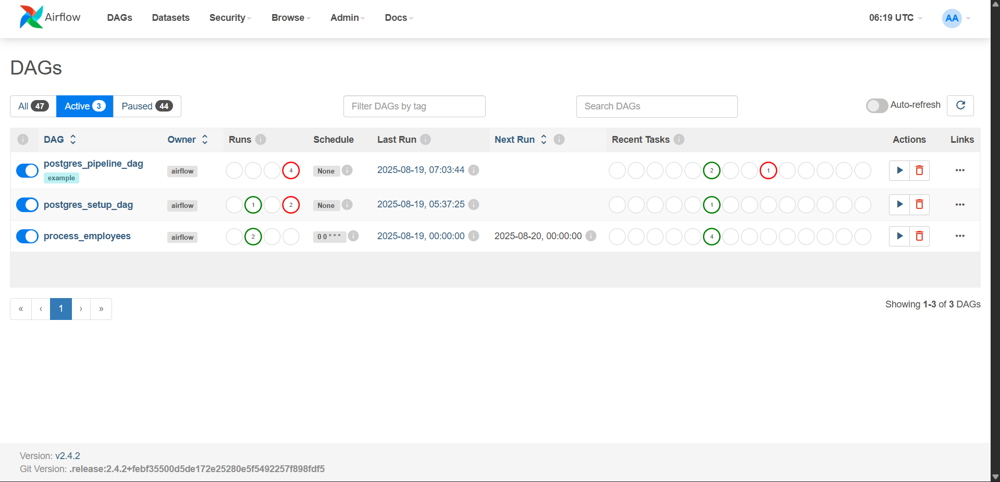 Airflow DAGs Datasets Security Browse Admin Docs 06:19 UTC AA
DAGs
All 47 Active 3 Paused 44 Filter DAGs by tag Search DAGs Auto-refresh
i DAG Owner Runs i Schedule Last Run i Next Run i Recent Tasks i Actions Links
postgres_pipeline_dag airflow 4 None i 2025-08-19, 07:03:44 i 2 1
example
postgres_setup_dag airflow 1 2 None i 2025-08-19, 05:37:25 i 1
process_employees airflow 2 0 0 * * * i 2025-08-19, 00:00:00 i 2025-08-20, 00:00:00 i 4
« ‹ 1 › » Showing 1-3 of 3 DAGs
Version: v2.4.2
Git Version: .release:2.4.2+febf35500d5de172e25280e5f5492257f898fdf5